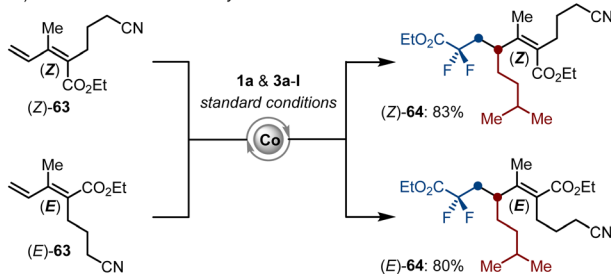 Me
CN
(Z)
CO2Et
(Z)-63
Me
CO2Et
(E)
CN
(E)-63
1a & 3a-I
standard conditions
Co
Me
CN
EtO2C
(Z)
F F
CO2Et
Me Me
(Z)-64: 83%
Me
EtO2C
CO2Et
(E)
F F
CN
Me Me
(E)-64: 80%